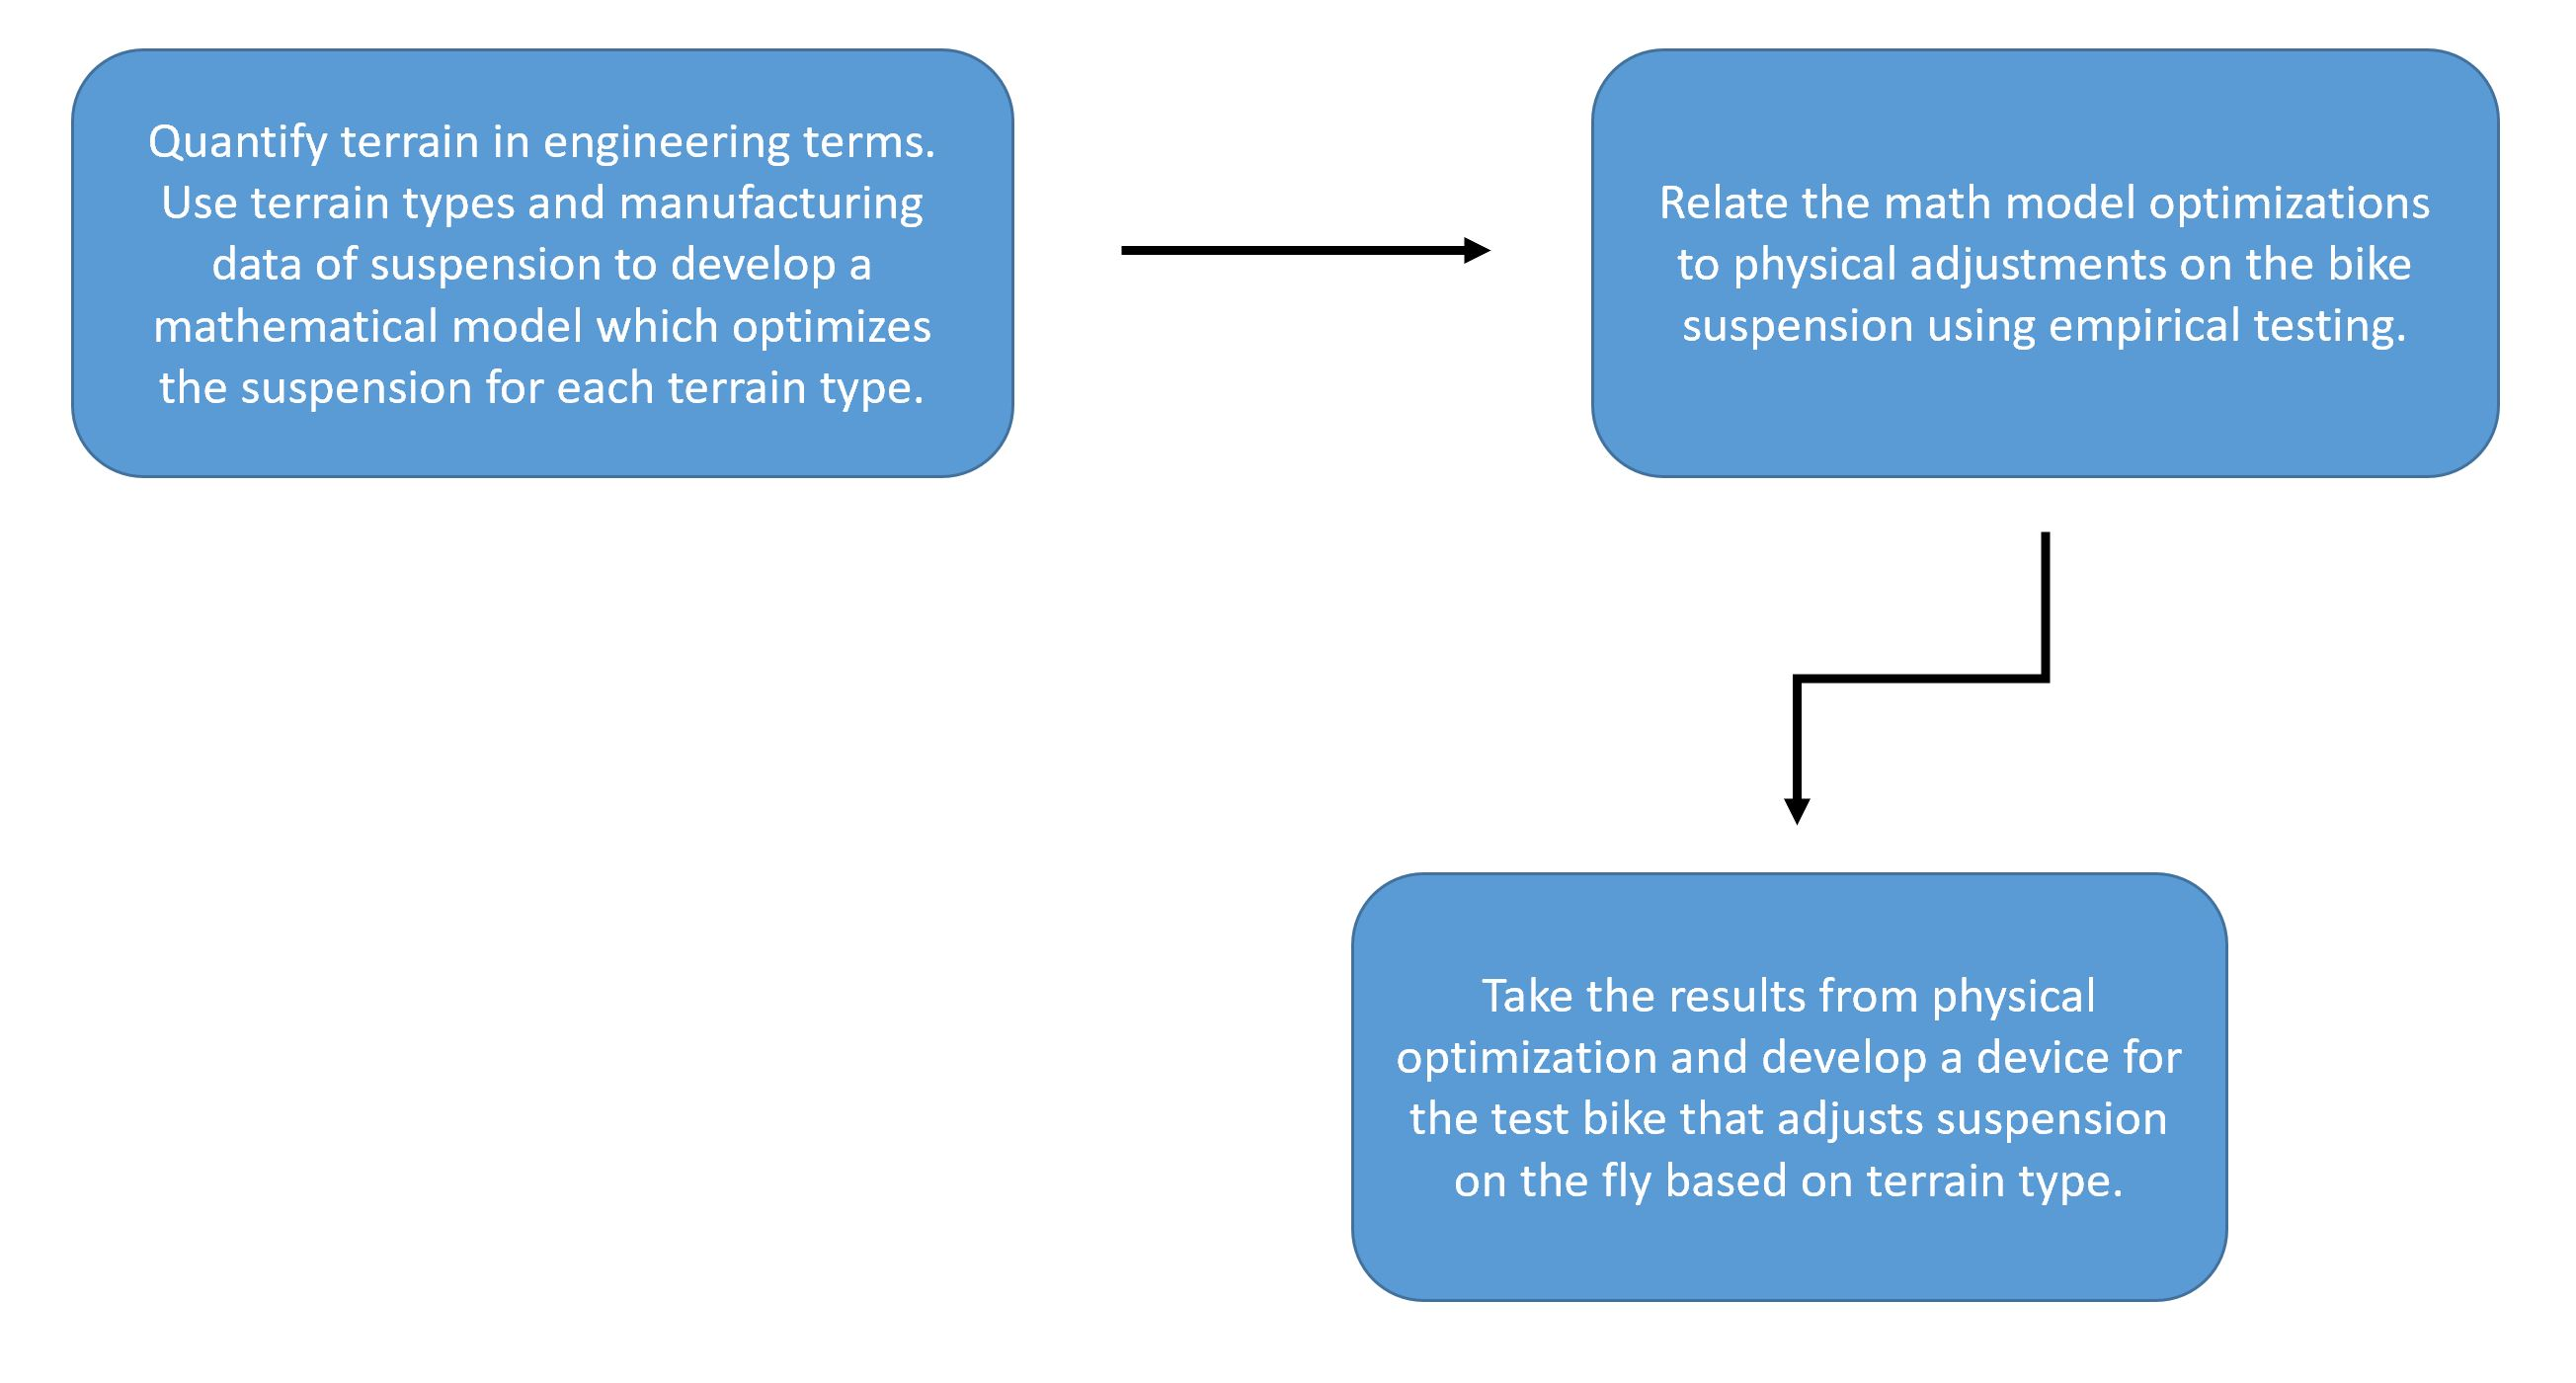 Quantify terrain in engineering terms.
Use terrain types and manufacturing
data of suspension to develop a
mathematical model which optimizes
the suspension for each terrain type.
Relate the math model optimizations
to physical adjustments on the bike
suspension using empirical testing.
Take the results from physical
optimization and develop a device for
the test bike that adjusts suspension
on the fly based on terrain type.